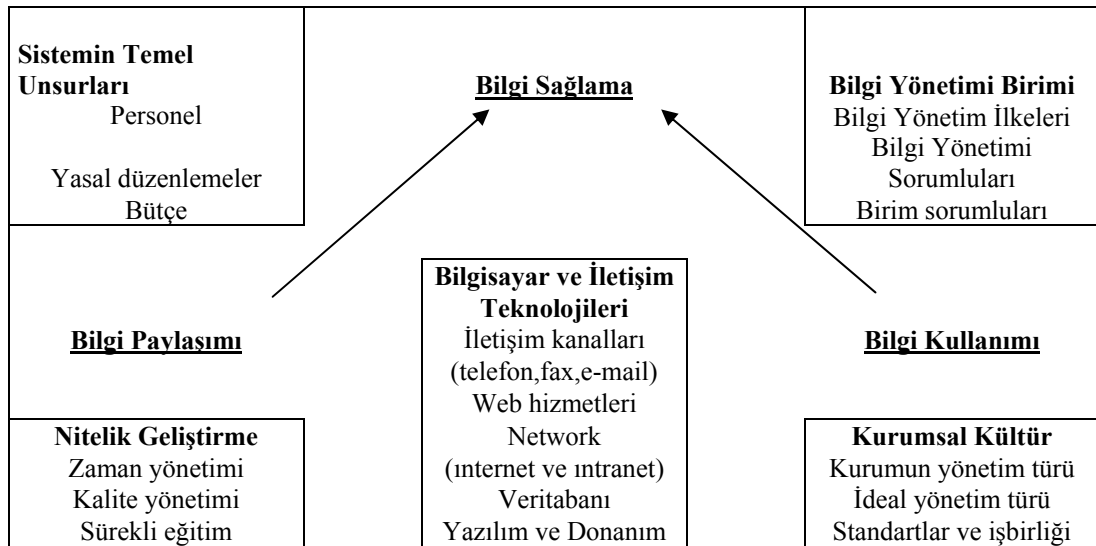 Sistemin Temel
Unsurları
Personel
Yasal düzenlemeler
Bütçe
Bilgi Sağlama
Bilgi Yönetimi Birimi
Bilgi Yönetim İlkeleri
Bilgi Yönetimi
Sorumluları
Birim sorumluları
Bilgi Paylaşımı
Bilgisayar ve İletişim
Teknolojileri
İletişim kanalları
(telefon,fax,e-mail)
Web hizmetleri
Network
(ınternet ve ıntranet)
Veritabanı
Yazılım ve Donanım
Bilgi Kullanımı
Nitelik Geliştirme
Zaman yönetimi
Kalite yönetimi
Sürekli eğitim
Kurumsal Kültür
Kurumun yönetim türü
İdeal yönetim türü
Standartlar ve işbirliği